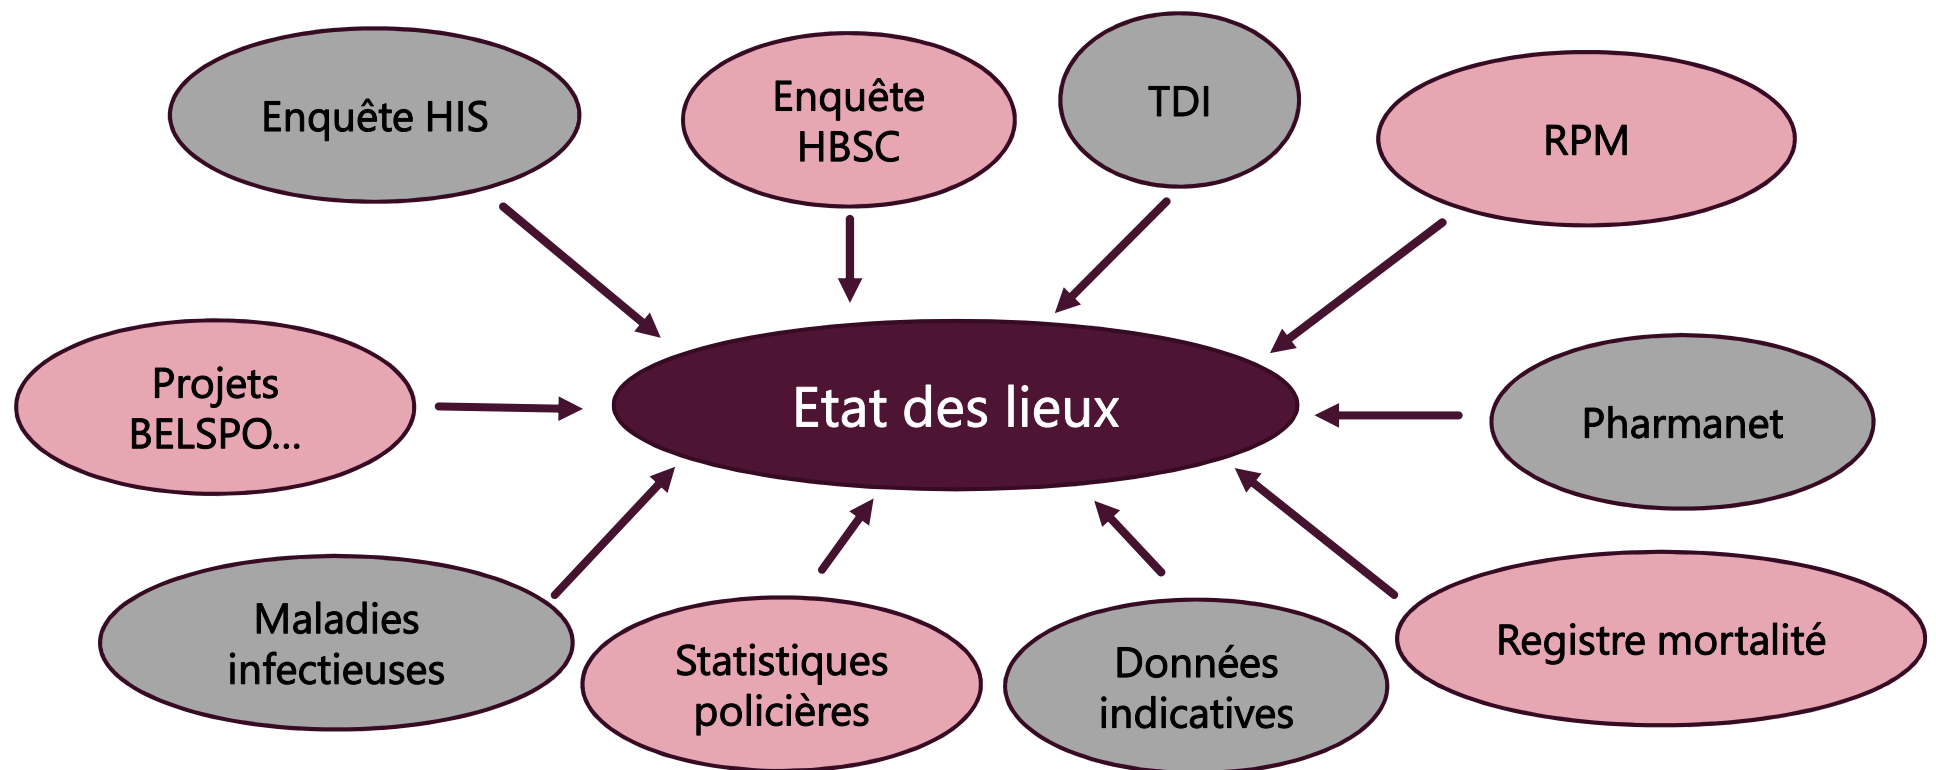 Enquête HIS
Enquête
HBSC
TDI
RPM
Projets
BELSPO...
Etat des lieux
Pharmanet
Maladies
infectieuses
Statistiques
policières
Données
indicatives
Registre mortalité